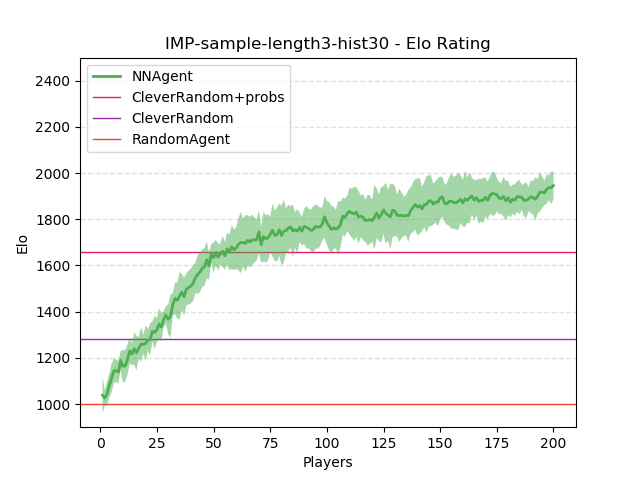 IMP-sample-length3-hist30 - Elo Rating
NNAgent
CleverRandom+probs
CleverRandom
RandomAgent
2400
2200
2000
1800
1600
1400
1200
1000
Elo
0 25 50 75 100 125 150 175 200
Players